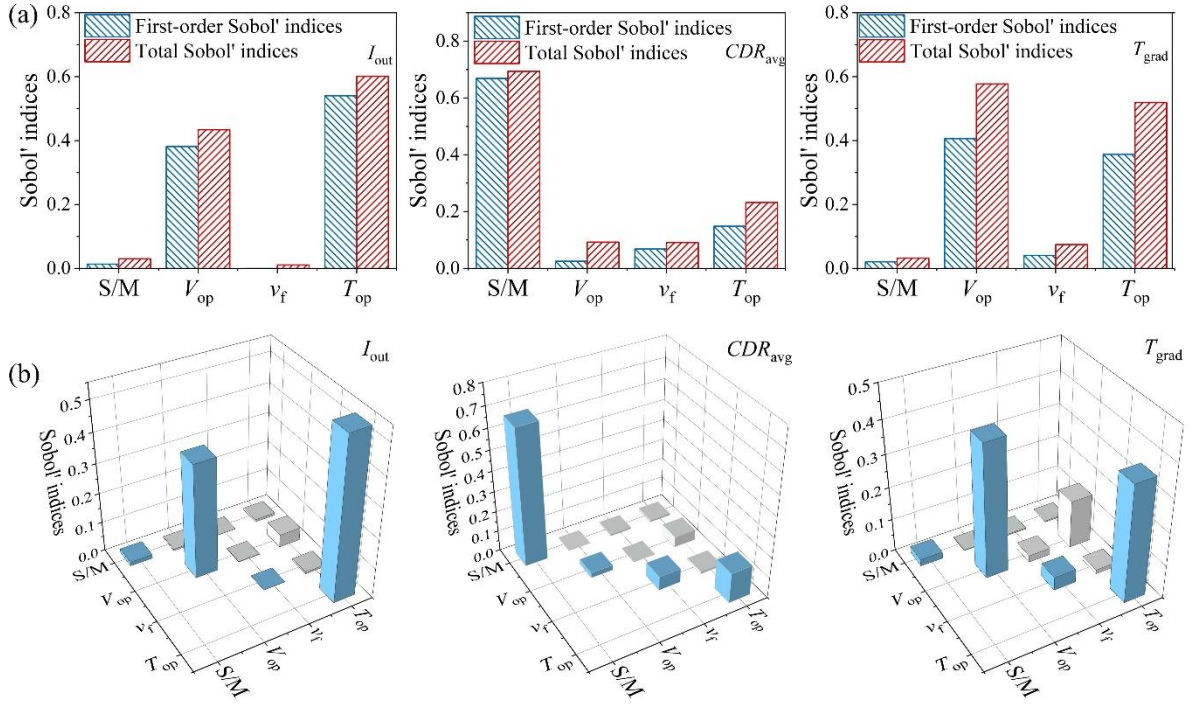 (a)
0.8
0.6
0.4
0.2
0.0
Sobol' indices
First-order Sobol' indices
Total Sobol' indices
I_out
S/M V_op v_f T_op
0.8
0.6
0.4
0.2
0.0
Sobol' indices
First-order Sobol' indices
Total Sobol' indices
CDR_avg
S/M V_op v_f T_op
0.8
0.6
0.4
0.2
0.0
Sobol' indices
First-order Sobol' indices
Total Sobol' indices
T_grad
S/M V_op v_f T_op
(b)
I_out
0.5
0.4
0.3
0.2
0.1
0.0
Sobol' indices
S/M
V_op
v_f
T_op
S/M
V_op
v_f
T_op
CDR_avg
0.8
0.7
0.6
0.5
0.4
0.3
0.2
0.1
0.0
Sobol' indices
S/M
V_op
v_f
T_op
S/M
V_op
v_f
T_op
T_grad
0.5
0.4
0.3
0.2
0.1
0.0
Sobol' indices
S/M
V_op
v_f
T_op
S/M
V_op
v_f
T_op